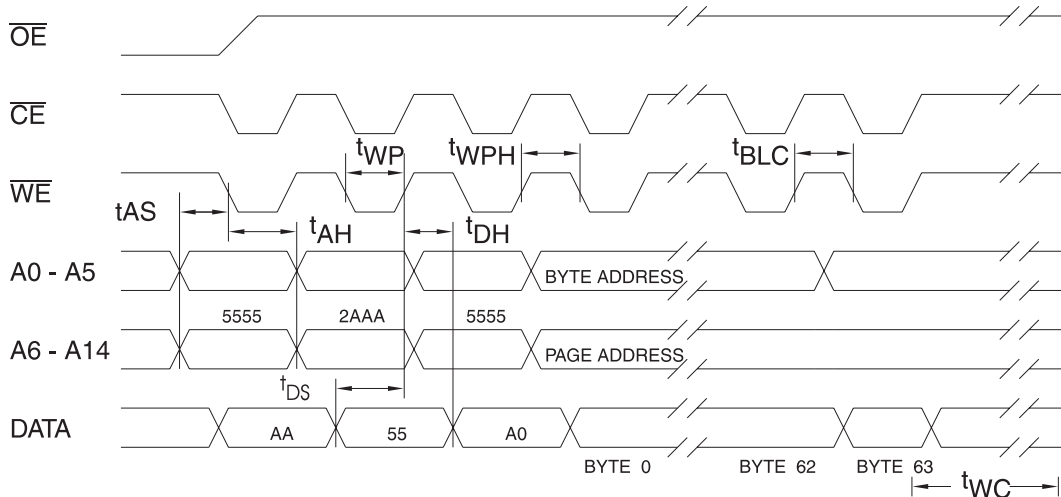 OE
CE
tWP
tWPH
tBLC
WE
tAS
tAH
tDH
A0 - A5
BYTE ADDRESS
5555
2AAA
5555
A6 - A14
PAGE ADDRESS
tDS
DATA
AA
55
A0
BYTE 0
BYTE 62
BYTE 63
tWC